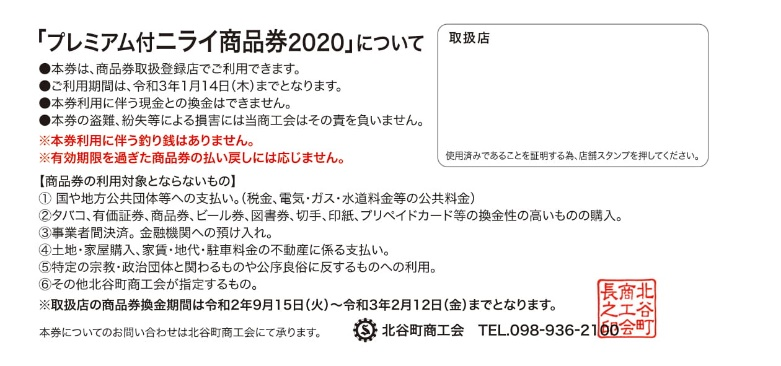 「プレミアム付ニライ商品券2020」について
●本券は、商品券取扱登録店でご利用できます。
●ご利用期間は、令和3年1月14日(木)までとなります。
●本券利用に伴う現金との換金はできません。
●本券の盗難、紛失等による損害には当商工会はその責を負いません。
※本券利用に伴う釣り銭はありません。
※有効期限を過ぎた商品券の払い戻しには応じません。
取扱店
使用済みであることを証明する為、店舗スタンプを押してください。
【商品券の利用対象とならないもの】
① 国や地方公共団体等への支払い。(税金、電気・ガス・水道料金等の公共料金)
②タバコ、有価証券、商品券、ビール券、図書券、切手、印紙、プリペイドカード等の換金性の高いものの購入。
③事業者間決済。金融機関への預け入れ。
④土地・家屋購入、家賃・地代・駐車料金の不動産に係る支払い。
⑤特定の宗教・政治団体と関わるものや公序良俗に反するものへの利用。
⑥その他北谷町商工会が指定するもの。
※取扱店の商品券換金期間は令和2年9月15日(火)〜令和3年2月12日(金)までとなります。
本券についてのお問い合わせは北谷町商工会にて承ります。
北谷町商工会 TEL.098-936-2100
北谷町
商工会
長之印